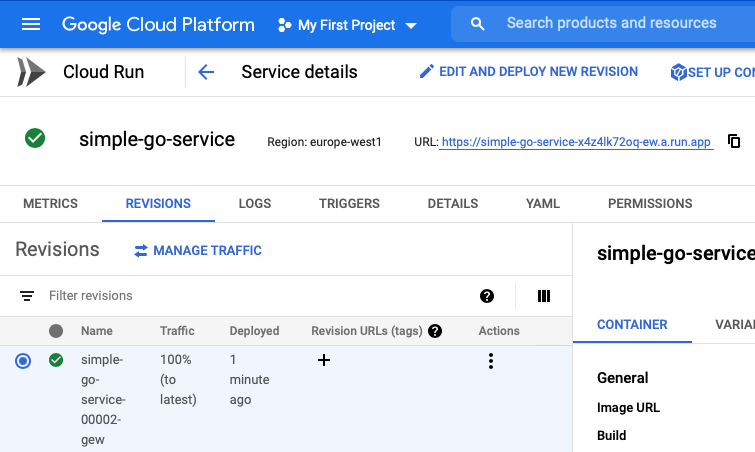 Google Cloud Platform My First Project Search products and resources
Cloud Run Service details EDIT AND DEPLOY NEW REVISION SET UP
simple-go-service Region: europe-west1 URL: https://simple-go-service-x4z4lk72oq-ew.a.run.app
METRICS REVISIONS LOGS TRIGGERS DETAILS YAML PERMISSIONS
Revisions MANAGE TRAFFIC
Filter revisions
Name Traffic Deployed Revision URLs (tags) Actions
simple-
go-
service-
00002-
gew
100%
(to
latest)
1
minute
ago
simple-go-service
CONTAINER
General
Image URL
Build